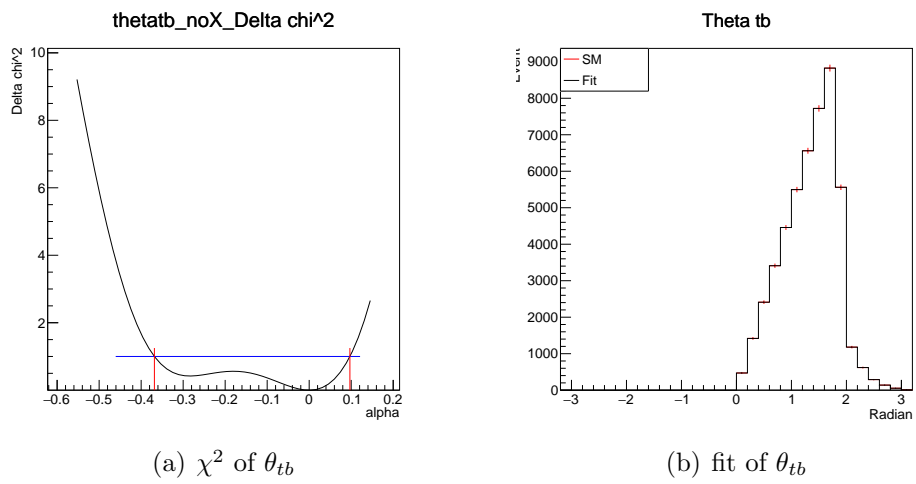 thetatb_noX_Delta chi^2
Delta chi^2
10
8
6
4
2
−0.6 −0.5 −0.4 −0.3 −0.2 −0.1 0 0.1 0.2
alpha
(a) χ² of θ_tb
Theta tb
SM
Fit
9000
8000
7000
6000
5000
4000
3000
2000
1000
0
−3 −2 −1 0 1 2 3
Radian
(b) fit of θ_tb